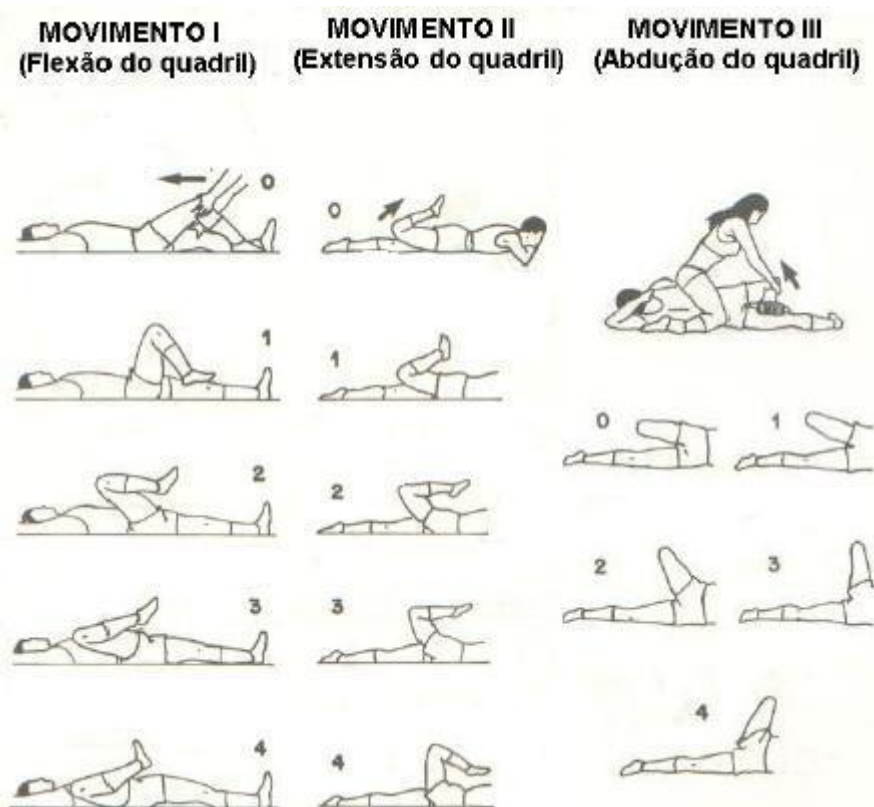 MOVIMENTO I
(Flexão do quadril)
0
1
2
3
4
MOVIMENTO II
(Extensão do quadril)
0
1
2
3
4
MOVIMENTO III
(Abdução do quadril)
0
1
2
3
4